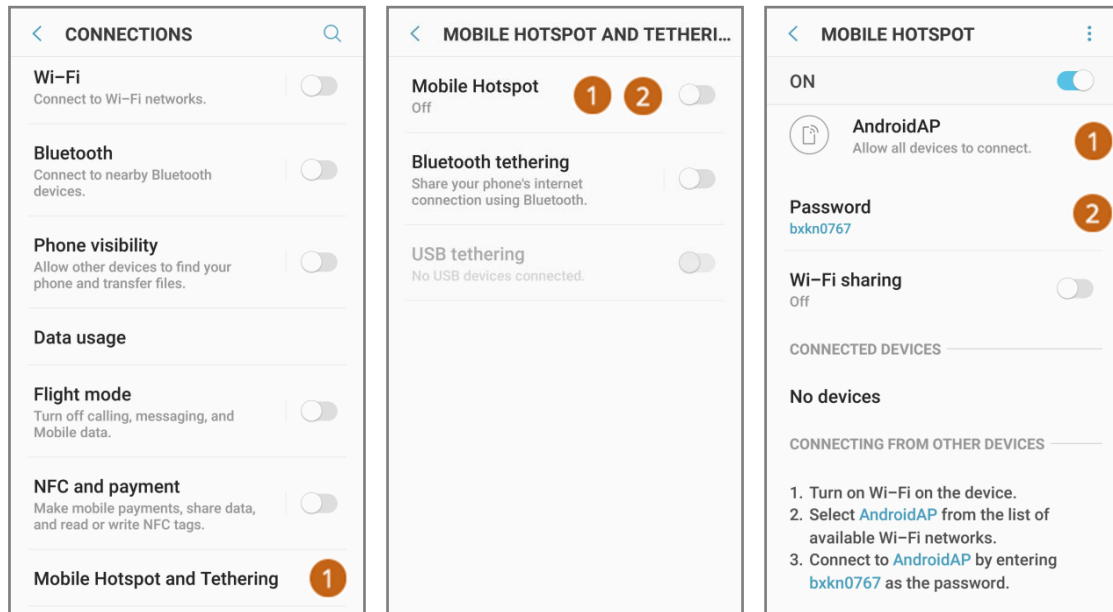 CONNECTIONS
Wi-Fi
Connect to Wi-Fi networks.
Bluetooth
Connect to nearby Bluetooth
devices.
Phone visibility
Allow other devices to find your
phone and transfer files.
Data usage
Flight mode
Turn off calling, messaging, and
Mobile data.
NFC and payment
Make mobile payments, share data,
and read or write NFC tags.
Mobile Hotspot and Tethering 1
MOBILE HOTSPOT AND TETHERI...
Mobile Hotspot 1 2
Off
Bluetooth tethering
Share your phone's internet
connection using Bluetooth.
USB tethering
No USB devices connected.
MOBILE HOTSPOT
ON
AndroidAP
Allow all devices to connect. 1
Password 2
bxkn0767
Wi-Fi sharing
Off
CONNECTED DEVICES
No devices
CONNECTING FROM OTHER DEVICES
1. Turn on Wi-Fi on the device.
2. Select AndroidAP from the list of
available Wi-Fi networks.
3. Connect to AndroidAP by entering
bxkn0767 as the password.